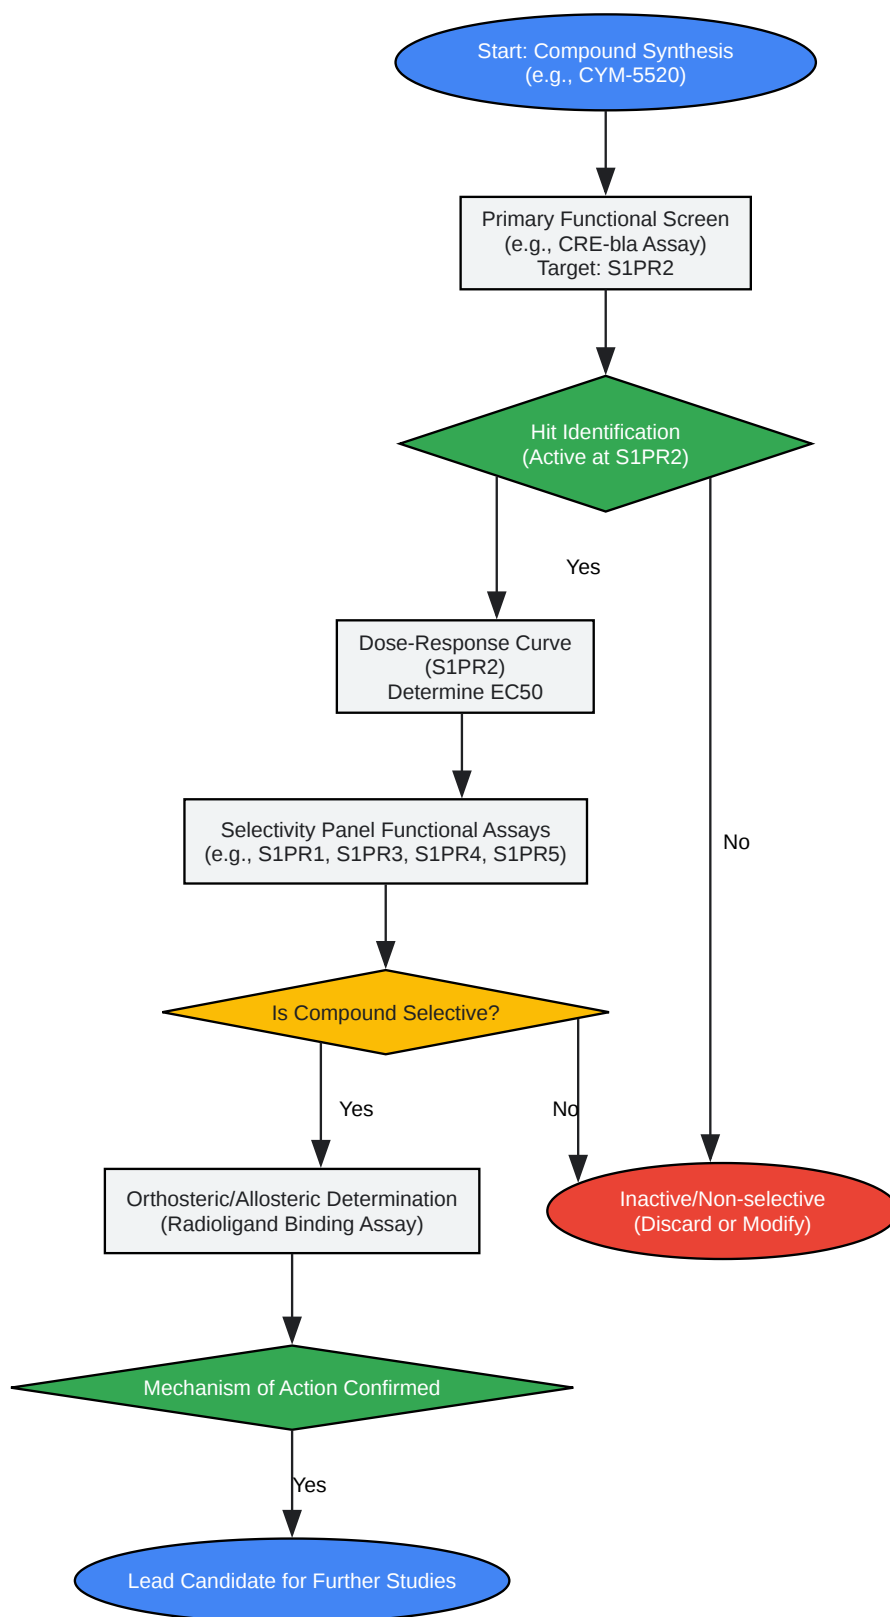 Start: Compound Synthesis
(e.g., CYM-5520)
Primary Functional Screen
(e.g., CRE-bla Assay)
Target: S1PR2
Hit Identification
(Active at S1PR2)
Yes
Dose-Response Curve
(S1PR2)
Determine EC50
Selectivity Panel Functional Assays
(e.g., S1PR1, S1PR3, S1PR4, S1PR5)
No
Is Compound Selective?
Yes
No
Orthosteric/Allosteric Determination
(Radioligand Binding Assay)
Inactive/Non-selective
(Discard or Modify)
Mechanism of Action Confirmed
Yes
Lead Candidate for Further Studies